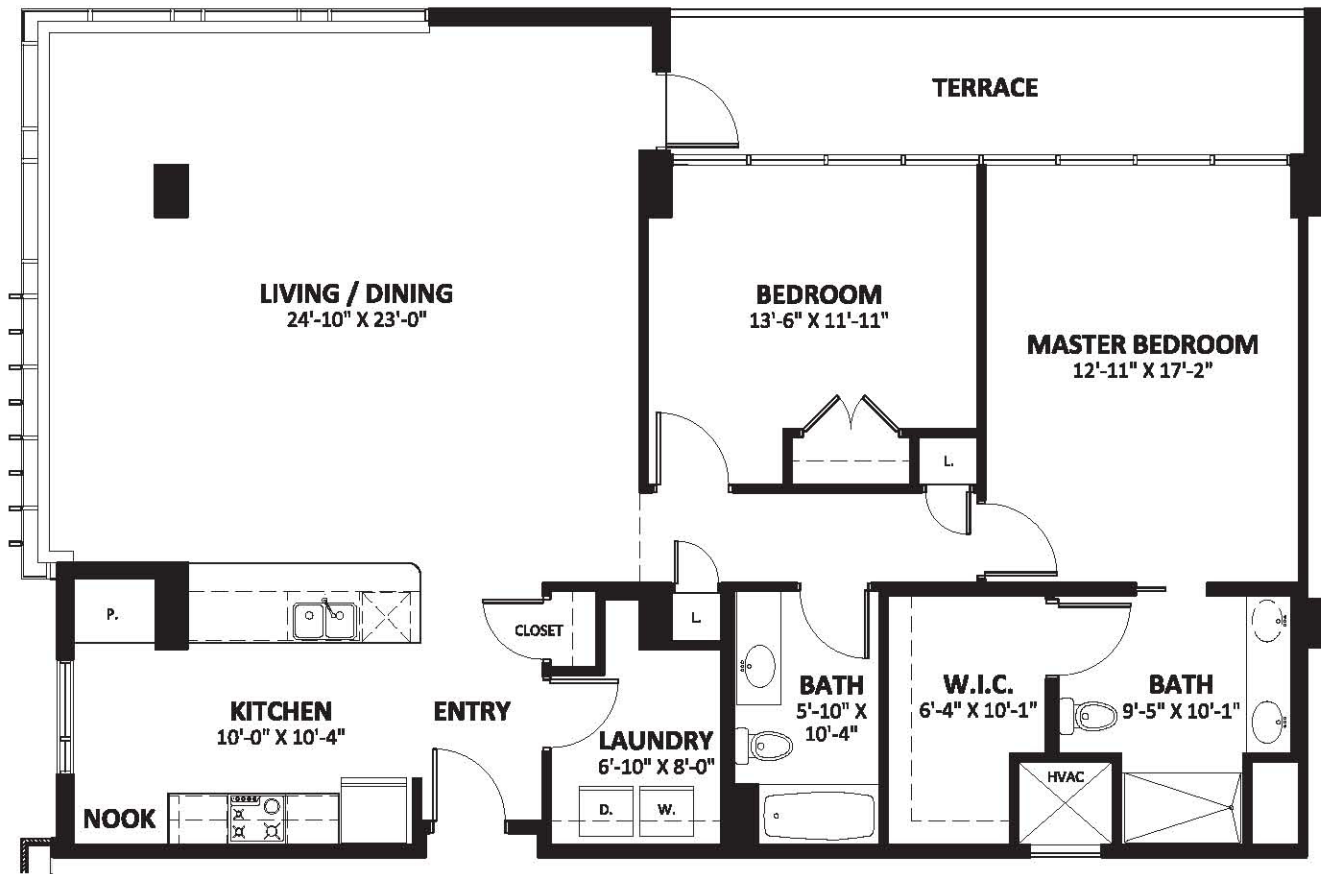 TERRACE
LIVING / DINING
24'-10" X 23'-0"
BEDROOM
13'-6" X 11'-11"
MASTER BEDROOM
12'-11" X 17'-2"
L.
P.
CLOSET
L.
KITCHEN
10'-0" X 10'-4"
ENTRY
LAUNDRY
6'-10" X 8'-0"
BATH
5'-10" X
10'-4"
W.I.C.
6'-4" X 10'-1"
BATH
9'-5" X 10'-1"
HVAC
NOOK
D.
W.